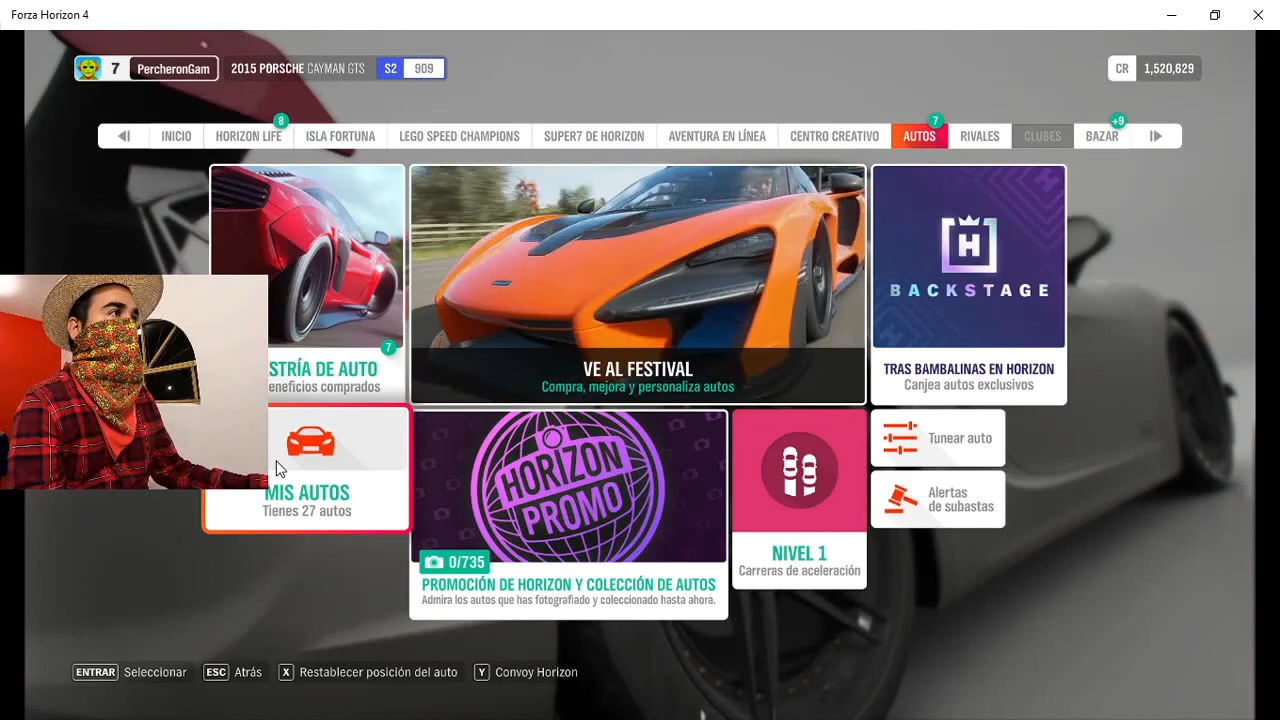 Forza Horizon 4
7 PercheronGam 2015 PORSCHE CAYMAN GTS S2 909
CR 1,520,629
8 7 +9
INICIO HORIZON LIFE ISLA FORTUNA LEGO SPEED CHAMPIONS SUPER7 DE HORIZON AVENTURA EN LÍNEA CENTRO CREATIVO AUTOS RIVALES CLUBES BAZAR
H
BACKSTAGE
7
STRÍA DE AUTO
eneficios comprados
VE AL FESTIVAL
Compra, mejora y personaliza autos
TRAS BAMBALINAS EN HORIZON
Canjea autos exclusivos
MIS AUTOS
Tienes 27 autos
HORIZON
PROMO
0/735
PROMOCIÓN DE HORIZON Y COLECCIÓN DE AUTOS
Admira los autos que has fotografiado y coleccionado hasta ahora.
NIVEL 1
Carreras de aceleración
Tunear auto
Alertas
de subastas
ENTRAR Seleccionar ESC Atrás X Restablecer posición del auto Y Convoy Horizon